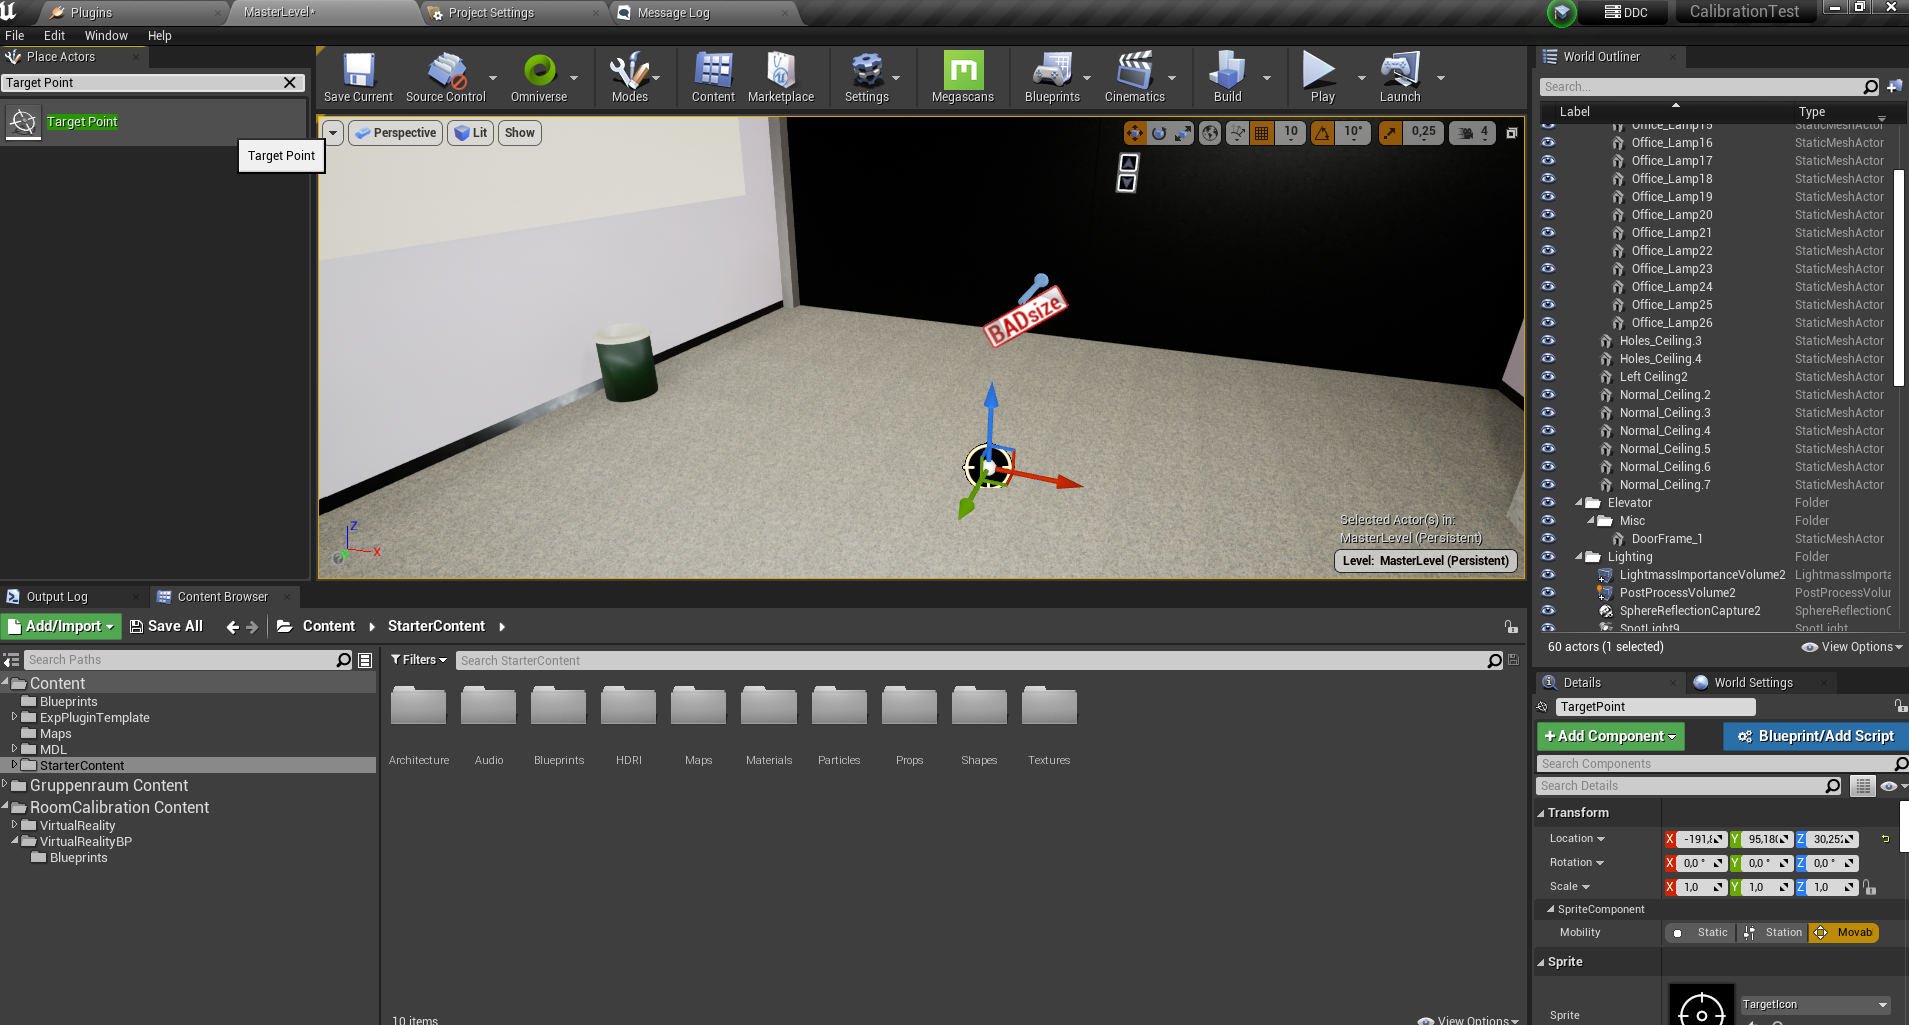 Plugins
MasterLevel*
Project Settings
Message Log
DDC
CalibrationTest
File Edit Window Help
Place Actors
Target Point
Target Point
Target Point
Save Current
Source Control
Omniverse
Modes
Content
Marketplace
Settings
Megascans
Blueprints
Cinematics
Build
Play
Launch
Perspective
Lit
Show
10
10°
0,25
4
BADsize
Z
X
Selected Actor(s) in:
MasterLevel (Persistent)
Level: MasterLevel (Persistent)
World Outliner
Search...
Label Type
Office_Lamp15 StaticMeshActor
Office_Lamp16 StaticMeshActor
Office_Lamp17 StaticMeshActor
Office_Lamp18 StaticMeshActor
Office_Lamp19 StaticMeshActor
Office_Lamp20 StaticMeshActor
Office_Lamp21 StaticMeshActor
Office_Lamp22 StaticMeshActor
Office_Lamp23 StaticMeshActor
Office_Lamp24 StaticMeshActor
Office_Lamp25 StaticMeshActor
Office_Lamp26 StaticMeshActor
Holes_Ceiling.3 StaticMeshActor
Holes_Ceiling.4 StaticMeshActor
Left Ceiling2 StaticMeshActor
Normal_Ceiling.2 StaticMeshActor
Normal_Ceiling.3 StaticMeshActor
Normal_Ceiling.4 StaticMeshActor
Normal_Ceiling.5 StaticMeshActor
Normal_Ceiling.6 StaticMeshActor
Normal_Ceiling.7 StaticMeshActor
Elevator Folder
Misc Folder
DoorFrame_1 StaticMeshActor
Lighting Folder
LightmassImportanceVolume2 LightmassImporta
PostProcessVolume2 PostProcessVolur
SphereReflectionCapture2 SphereReflectionC
SpotLight9 SpotLight
60 actors (1 selected)
View Options
Output Log
Content Browser
Add/Import
Save All
Content
StarterContent
Search Paths
Content
Blueprints
ExpPluginTemplate
Maps
MDL
StarterContent
Gruppenraum Content
RoomCalibration Content
VirtualReality
VirtualRealityBP
Blueprints
Filters
Search StarterContent
Architecture
Audio
Blueprints
HDRI
Maps
Materials
Particles
Props
Shapes
Textures
10 items
View Options
Details
World Settings
TargetPoint
+Add Component
Blueprint/Add Script
Search Components
Search Details
Transform
Location X -191,8 Y 95,180 Z 30,252
Rotation X 0,0 ° Y 0,0 ° Z 0,0 °
Scale X 1,0 Y 1,0 Z 1,0
SpriteComponent
Mobility Static Station Movab
Sprite
Sprite
TargetIcon